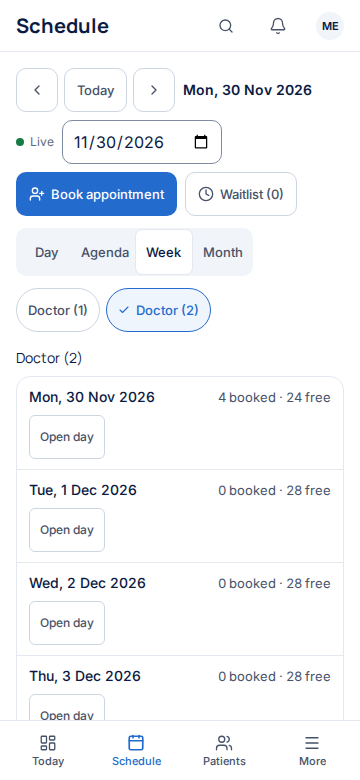 Schedule
ME
Today
Mon, 30 Nov 2026
Live
11/30/2026
Book appointment
Waitlist (0)
Day Agenda Week Month
Doctor (1) Doctor (2)
Doctor (2)
Mon, 30 Nov 2026 4 booked · 24 free
Open day
Tue, 1 Dec 2026 0 booked · 28 free
Open day
Wed, 2 Dec 2026 0 booked · 28 free
Open day
Thu, 3 Dec 2026 0 booked · 28 free
Open day
Today Schedule Patients More